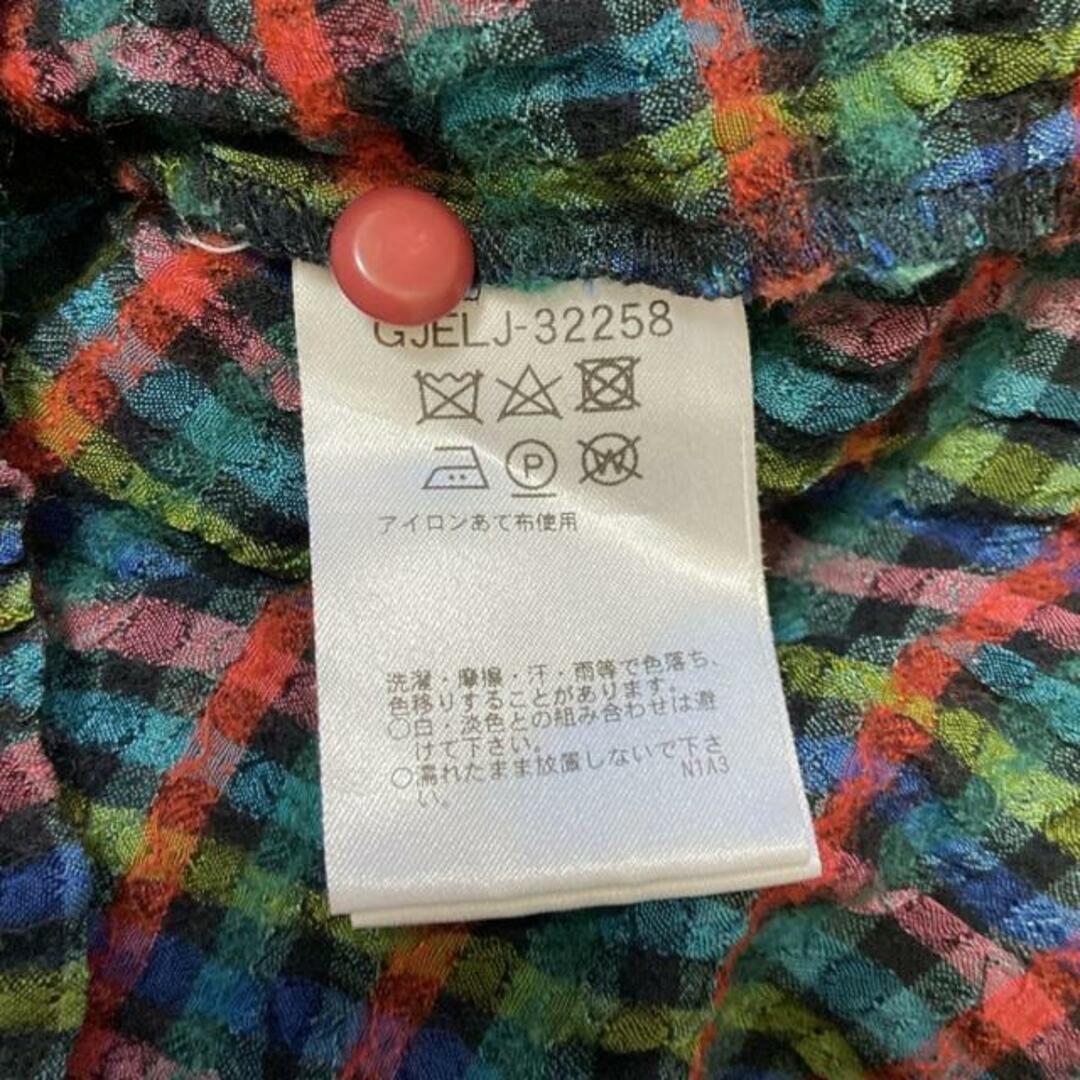 GJELJ-32258
P
W
アイロンあて布使用
洗濯・摩擦・汗・雨等で色落ち、
色移りすることがあります。
○白・淡色との組み合わせは避
けて下さい。
○濡れたまま放置しないで下さ
い。
N1A3